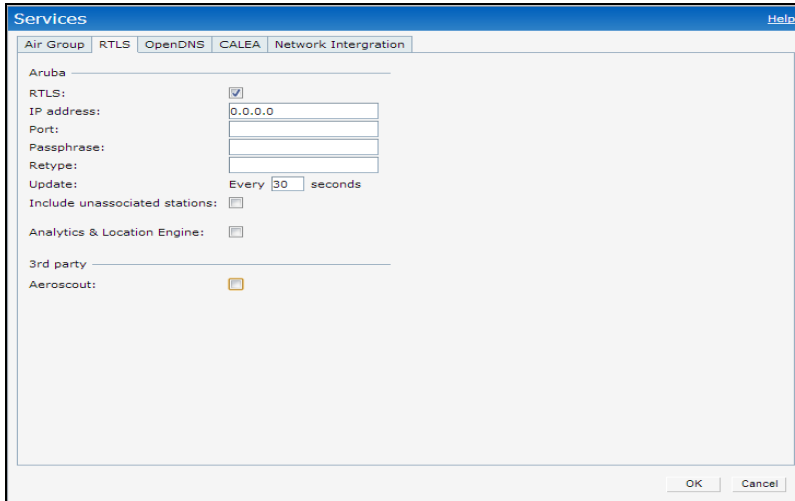 Services Help
Air Group RTLS OpenDNS CALEA Network Intergration
Aruba
RTLS:
IP address: 0.0.0.0
Port:
Passphrase:
Retype:
Update: Every 30 seconds
Include unassociated stations:
Analytics & Location Engine:
3rd party
Aeroscout:
OK Cancel